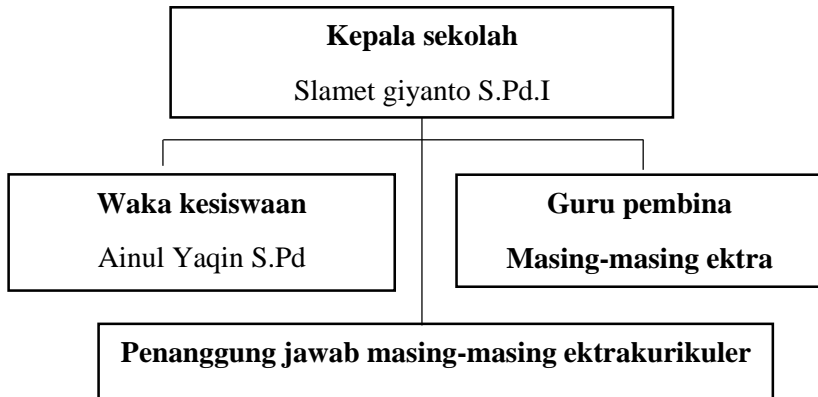 Kepala sekolah
Slamet giyanto S.Pd.I
Waka kesiswaan
Ainul Yaqin S.Pd
Guru pembina
Masing-masing ektra
Penanggung jawab masing-masing ektrakurikuler